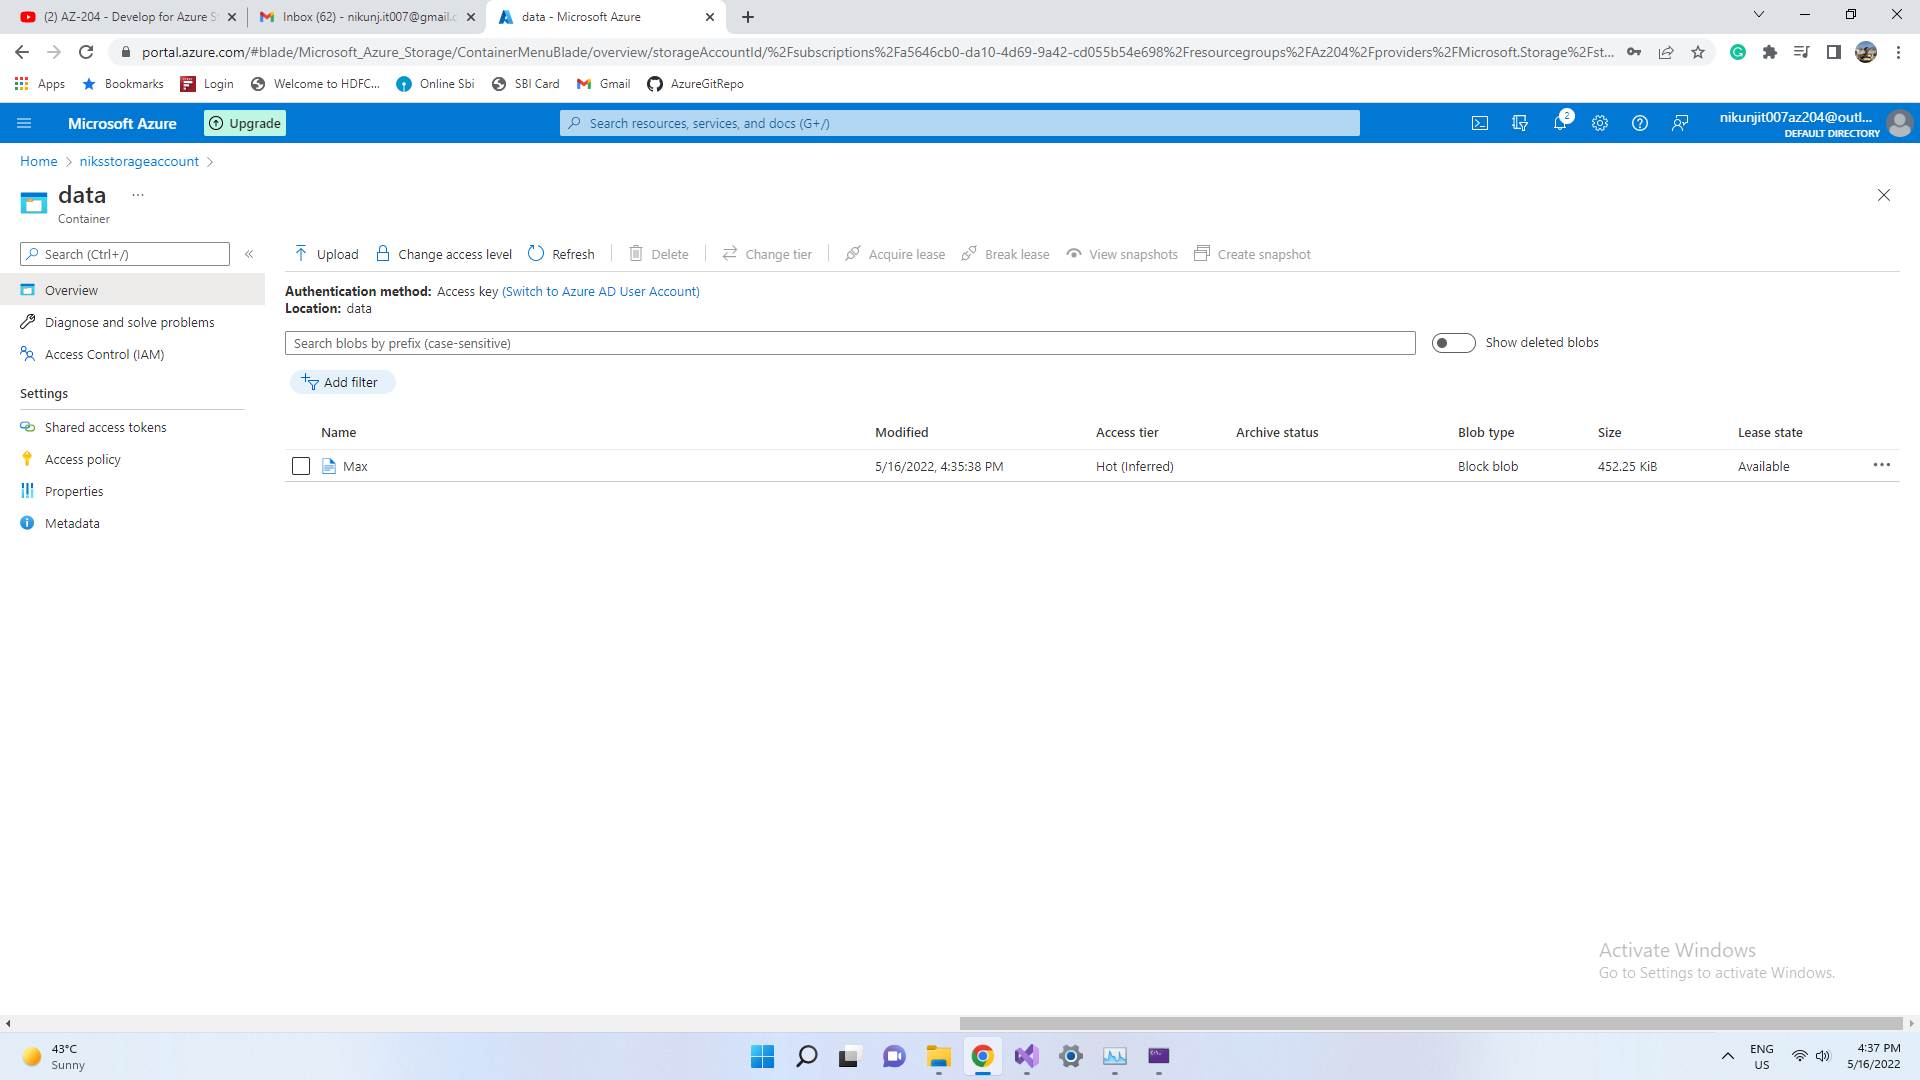 (2) AZ-204 - Develop for Azure S
Inbox (62) - nikunj.it007@gmail.c
data - Microsoft Azure
portal.azure.com/#blade/Microsoft_Azure_Storage/ContainerMenuBlade/overview/storageAccountId/%2Fsubscriptions%2Fa5646cb0-da10-4d69-9a42-cd055b54e698%2Fresourcegroups%2FAz204%2Fproviders%2FMicrosoft.Storage%2Fst...
Apps
Bookmarks
Login
Welcome to HDFC...
Online Sbi
SBI Card
Gmail
AzureGitRepo
Microsoft Azure
Upgrade
Search resources, services, and docs (G+/)
2
nikunjit007az204@outl...
DEFAULT DIRECTORY
Home > niksstorageaccount >
data ...
Container
Search (Ctrl+/)
«
Upload
Change access level
Refresh
Delete
Change tier
Acquire lease
Break lease
View snapshots
Create snapshot
Overview
Diagnose and solve problems
Access Control (IAM)
Settings
Shared access tokens
Access policy
Properties
Metadata
Authentication method: Access key (Switch to Azure AD User Account)
Location: data
Search blobs by prefix (case-sensitive)
Show deleted blobs
Add filter
Name Modified Access tier Archive status Blob type Size Lease state
Max 5/16/2022, 4:35:38 PM Hot (Inferred) Block blob 452.25 KiB Available ...
Activate Windows
Go to Settings to activate Windows.
43°C
Sunny
ENG
US
4:37 PM
5/16/2022